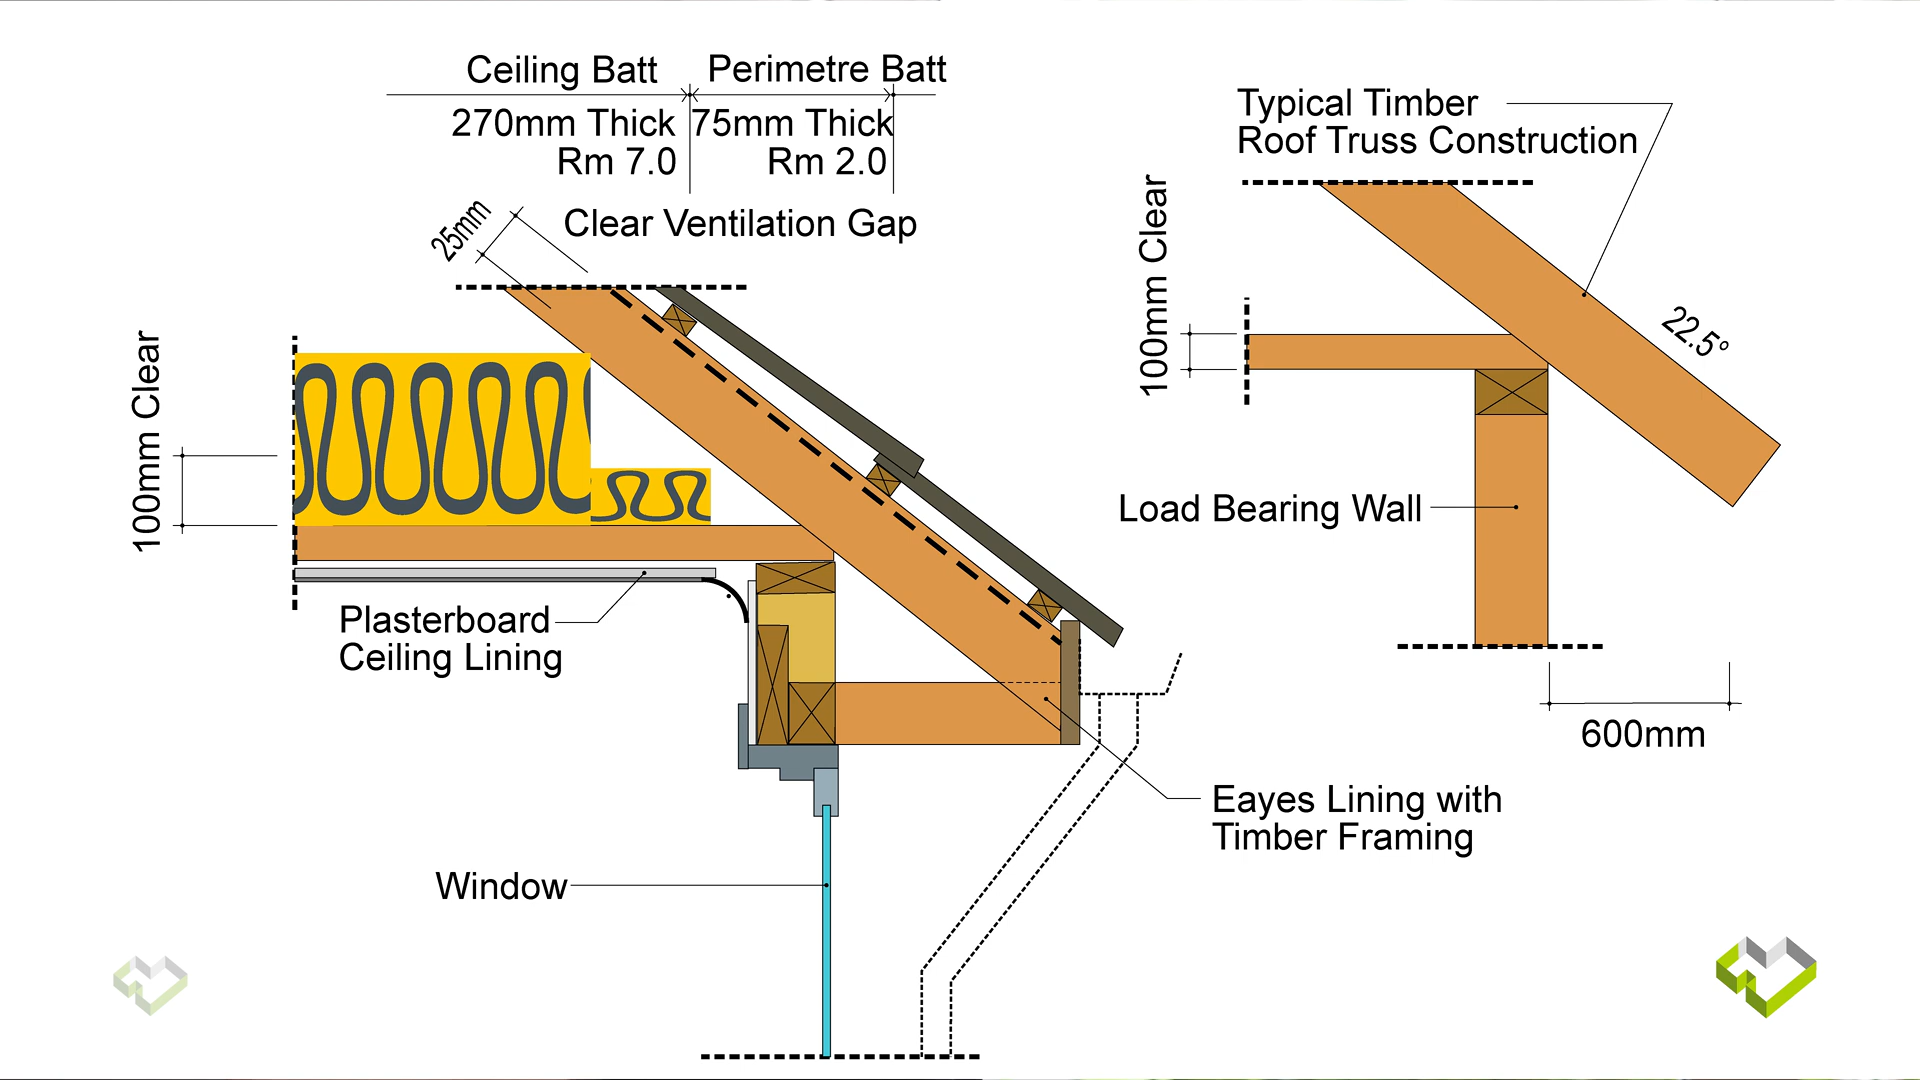 Ceiling Batt
Perimetre Batt
270mm Thick
75mm Thick
Rm 7.0
Rm 2.0
25mm
Clear Ventilation Gap
100mm Clear
Plasterboard
Ceiling Lining
Window
Typical Timber
Roof Truss Construction
100mm Clear
22.5°
Load Bearing Wall
600mm
Eayes Lining with
Timber Framing